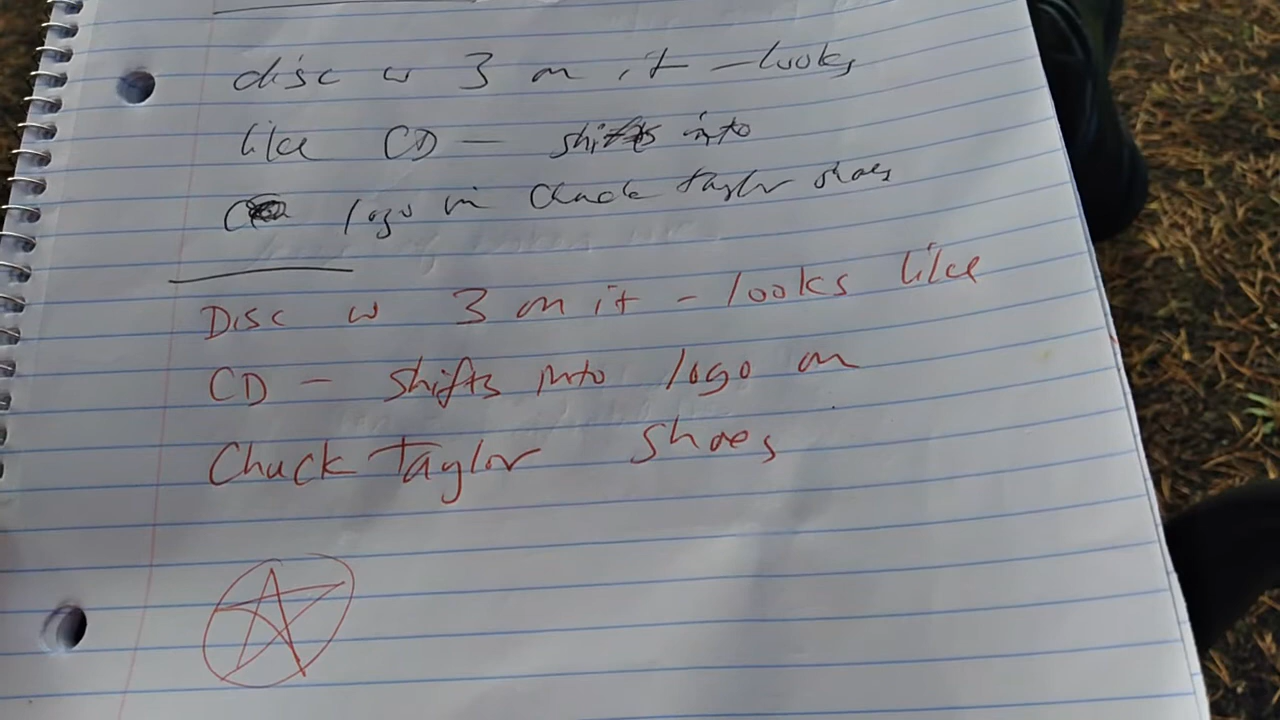 disc w 3 on it – looks
like CD – shifts into
logo on Chuck Taylor shoes
Disc w 3 on it – looks like
CD – shifts into logo on
Chuck Taylor shoes